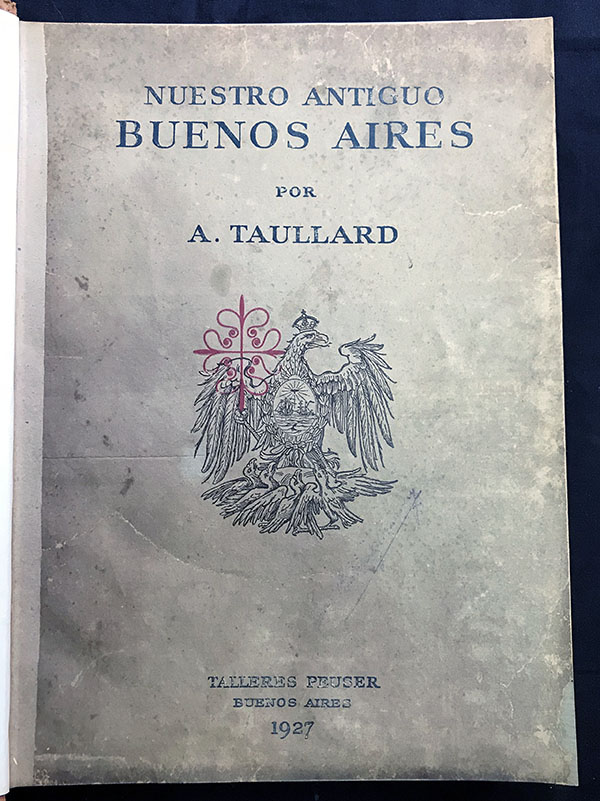 NUESTRO ANTIGUO
BUENOS AIRES
POR
A. TAULLARD
TALLERES PEUSER
BUENOS AIRES
1927